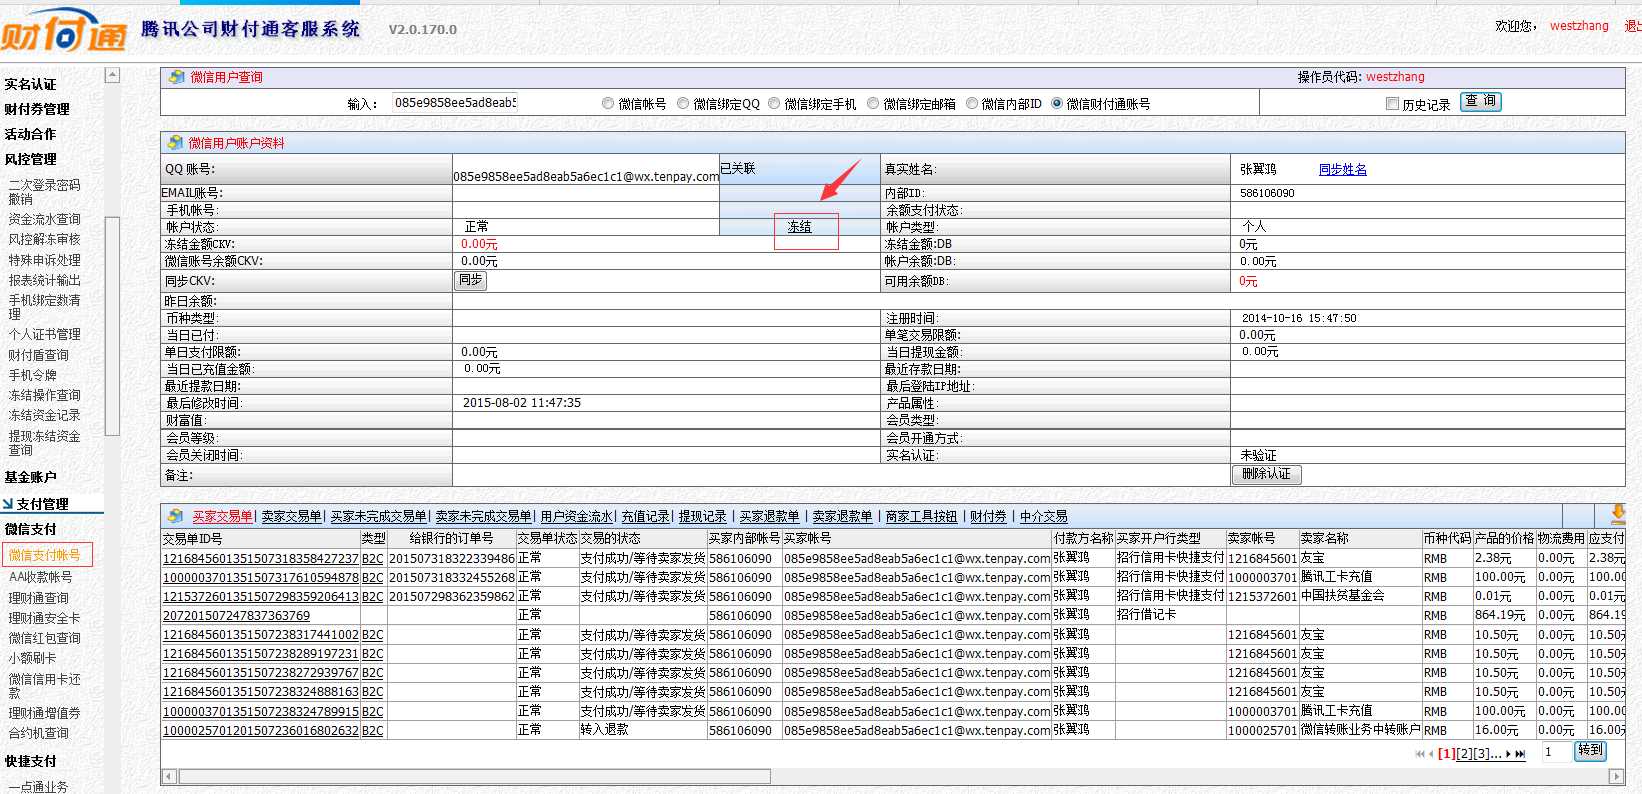 财付通 腾讯公司财付通客服系统 V2.0.170.0 欢迎您， westzhang 退出
实名认证
财付券管理
活动合作
风控管理
二次登录密码
撤销
资金流水查询
风控解冻审核
特殊申诉处理
报表统计输出
手机绑定数清
理
个人证书管理
财付盾查询
手机令牌
冻结操作查询
冻结资金记录
提现冻结资金
查询
基金账户
支付管理
微信支付
微信支付帐号
AA收款帐号
理财通查询
理财通安全卡
微信红包查询
小额刷卡
微信信用卡还
款
理财通增值券
合约机查询
快捷支付
一点通业务
微信用户查询 操作员代码: westzhang
输入: 085e9858ee5ad8eab5 微信帐号 微信绑定QQ 微信绑定手机 微信绑定邮箱 微信内部ID 微信财付通账号 历史记录 查 询
微信用户账户资料
QQ 账号: 085e9858ee5ad8eab5a6ec1c1@wx.tenpay.com 已关联 真实姓名: 张翼鸿 同步姓名
EMAIL账号: 内部ID: 586106090
手机帐号: 余额支付状态:
帐户状态: 正常 冻结 帐户类型: 个人
冻结金额CKV: 0.00元 冻结金额:DB 0元
微信账号余额CKV: 0.00元 帐户余额:DB: 0.00元
同步CKV: 同步 可用余额DB: 0元
昨日余额:
币种类型: 注册时间: 2014-10-16 15:47:50
当日已付: 单笔交易限额: 0.00元
单日支付限额: 0.00元 当日提现金额: 0.00元
当日已充值金额: 0.00元 最近存款日期:
最近提款日期: 最后登陆IP地址:
最后修改时间: 2015-08-02 11:47:35 产品属性:
财富值: 会员类型:
会员等级: 会员开通方式:
会员关闭时间: 实名认证: 未验证
备注: 删除认证
买家交易单| 卖家交易单| 买家未完成交易单| 卖家未完成交易单| 用户资金流水| 充值记录| 提现记录| 买家退款单| 卖家退款单| 商家工具按钮| 财付券| 中介交易
交易单ID号 类型 给银行的订单号 交易单状态 交易的状态 买家内部帐号 买家帐号 付款方名称 买家开户行类型 卖家帐号 卖家名称 币种代码 产品的价格 物流费用 应支付
1216845601351507318358427237 B2C 201507318322339486 正常 支付成功/等待卖家发货 586106090 085e9858ee5ad8eab5a6ec1c1@wx.tenpay.com 张翼鸿 招行信用卡快捷支付 1216845601 友宝 RMB 2.38元 0.00元 2.38元
1000003701351507317610594878 B2C 201507318332455268 正常 支付成功/等待卖家发货 586106090 085e9858ee5ad8eab5a6ec1c1@wx.tenpay.com 张翼鸿 招行信用卡快捷支付 1000003701 腾讯工卡充值 RMB 100.00元 0.00元 100.00
1215372601351507298359206413 B2C 201507298362359862 正常 支付成功/等待卖家发货 586106090 085e9858ee5ad8eab5a6ec1c1@wx.tenpay.com 张翼鸿 招行信用卡快捷支付 1215372601 中国扶贫基金会 RMB 0.01元 0.00元 0.01元
207201507247837363769 正常 586106090 085e9858ee5ad8eab5a6ec1c1@wx.tenpay.com 张翼鸿 招行借记卡 RMB 864.19元 0.00元 864.19
1216845601351507238317441002 B2C 正常 支付成功/等待卖家发货 586106090 085e9858ee5ad8eab5a6ec1c1@wx.tenpay.com 张翼鸿 1216845601 友宝 RMB 10.50元 0.00元 10.50元
1216845601351507238289197231 B2C 正常 支付成功/等待卖家发货 586106090 085e9858ee5ad8eab5a6ec1c1@wx.tenpay.com 张翼鸿 1216845601 友宝 RMB 10.50元 0.00元 10.50元
1216845601351507238272939767 B2C 正常 支付成功/等待卖家发货 586106090 085e9858ee5ad8eab5a6ec1c1@wx.tenpay.com 张翼鸿 1216845601 友宝 RMB 10.50元 0.00元 10.50元
1216845601351507238324888163 B2C 正常 支付成功/等待卖家发货 586106090 085e9858ee5ad8eab5a6ec1c1@wx.tenpay.com 张翼鸿 1216845601 友宝 RMB 10.50元 0.00元 10.50元
1000003701351507238324789915 B2C 正常 支付成功/等待卖家发货 586106090 085e9858ee5ad8eab5a6ec1c1@wx.tenpay.com 张翼鸿 1000003701 腾讯工卡充值 RMB 100.00元 0.00元 100.00
1000025701201507236016802632 B2C 正常 转入退款 586106090 085e9858ee5ad8eab5a6ec1c1@wx.tenpay.com 张翼鸿 1000025701 微信转账业务中转账户 RMB 16.00元 0.00元 16.00元
[1][2][3]... 1 转到